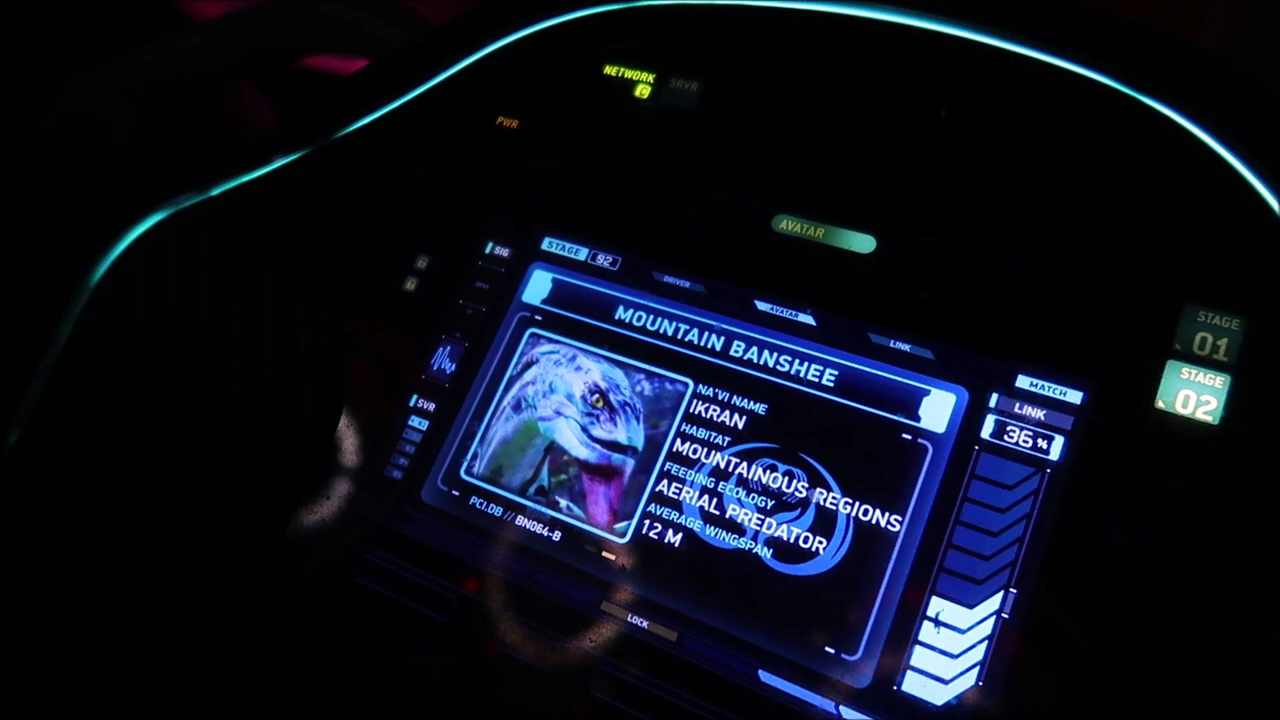 NETWORK
C
SRVR
PWR
AVATAR
SIG
STAGE 02
DRIVER
AVATAR
LINK
STAGE
01
STAGE
02
MOUNTAIN BANSHEE
NA'VI NAME
IKRAN
HABITAT
MOUNTAINOUS REGIONS
FEEDING ECOLOGY
AERIAL PREDATOR
AVERAGE WINGSPAN
12 M
PCI.DB // BN064-B
MATCH
LINK
36 %
SVR
LOCK